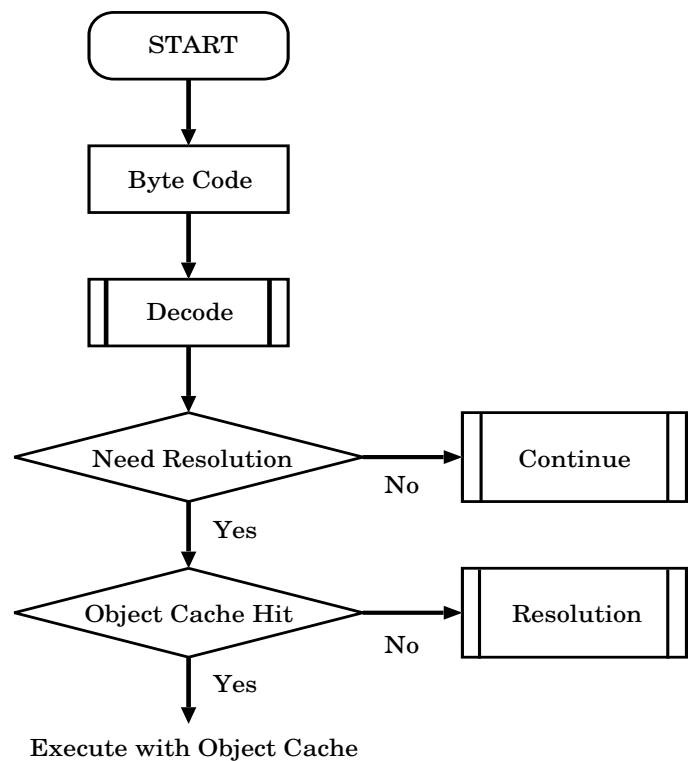 START
Byte Code
Decode
Need Resolution
No
Continue
Yes
Object Cache Hit
No
Resolution
Yes
Execute with Object Cache